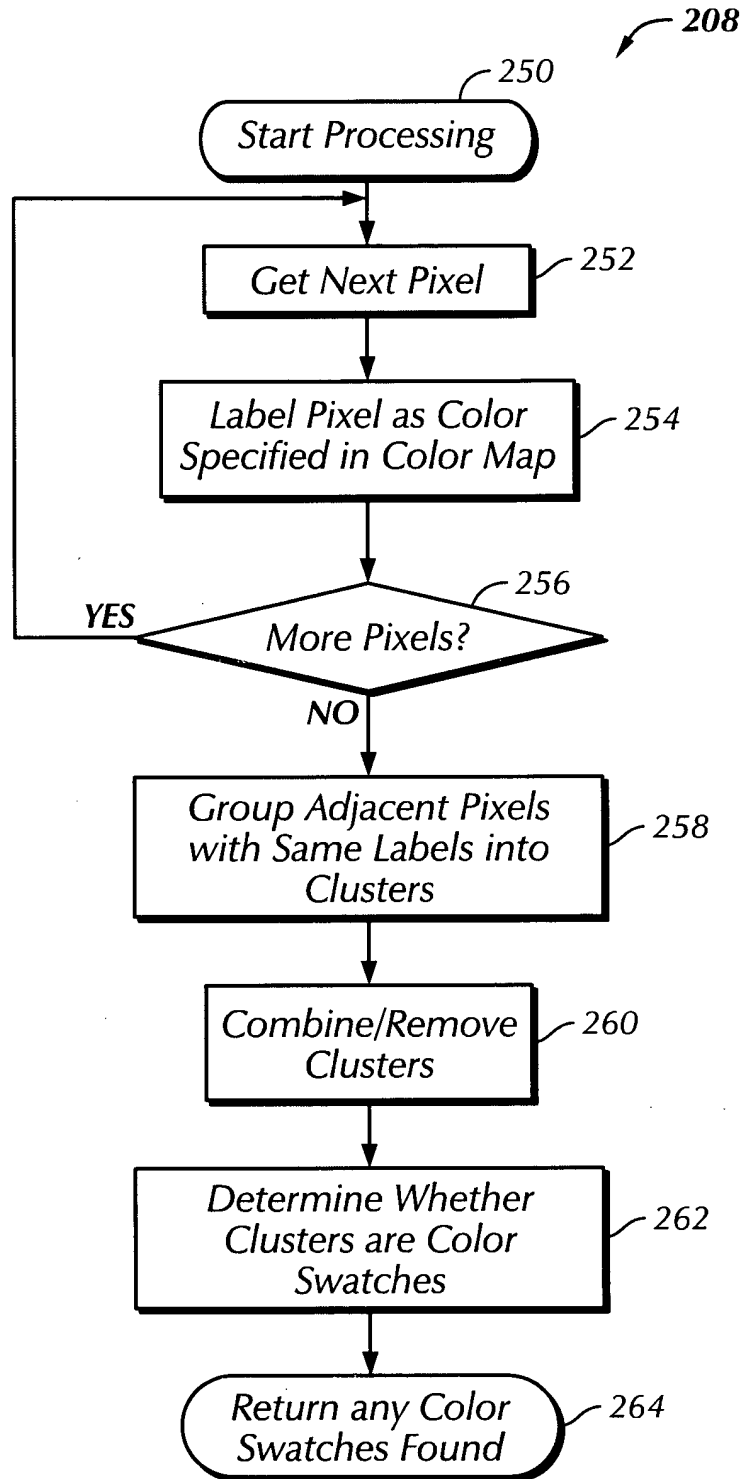 208
250
Start Processing
252
Get Next Pixel
254
Label Pixel as Color
Specified in Color Map
256
YES
More Pixels?
NO
258
Group Adjacent Pixels
with Same Labels into
Clusters
260
Combine/Remove
Clusters
262
Determine Whether
Clusters are Color
Swatches
264
Return any Color
Swatches Found